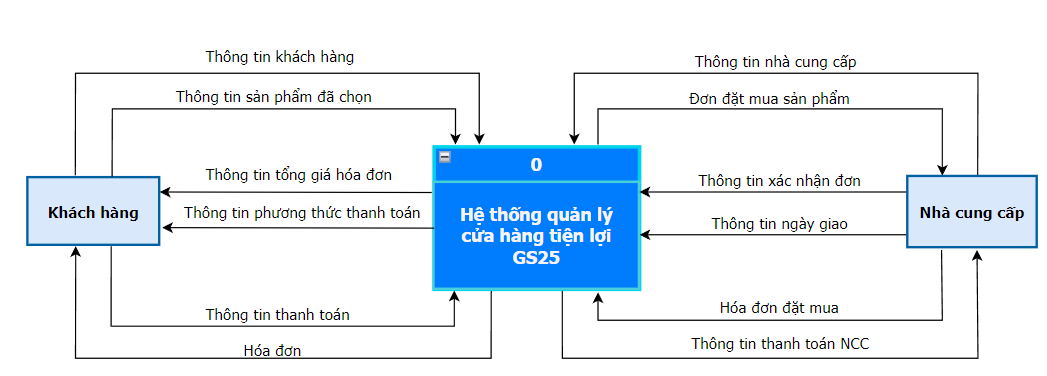 Thông tin khách hàng
Thông tin nhà cung cấp
Thông tin sản phẩm đã chọn
Đơn đặt mua sản phẩm
0
Thông tin tổng giá hóa đơn
Thông tin xác nhận đơn
Khách hàng
Thông tin phương thức thanh toán
Hệ thống quản lý
cửa hàng tiện lợi
GS25
Thông tin ngày giao
Nhà cung cấp
Thông tin thanh toán
Hóa đơn đặt mua
Hóa đơn
Thông tin thanh toán NCC